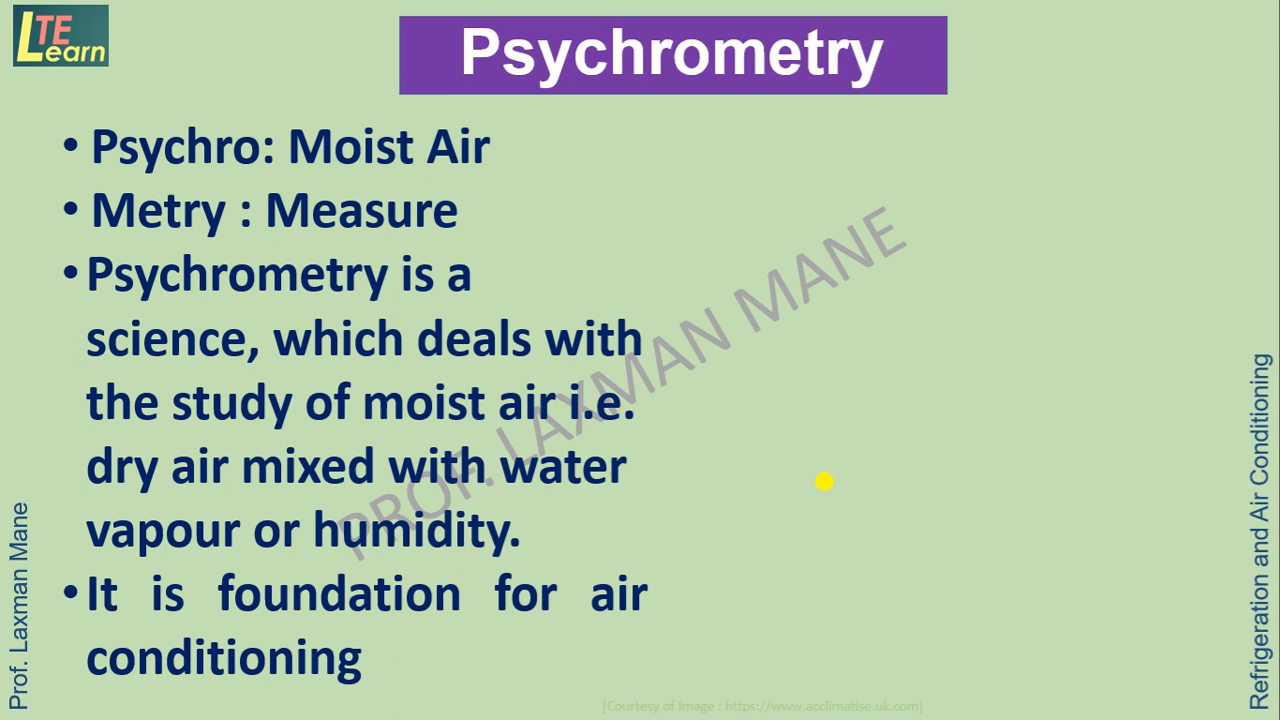 LTE
Learn
Psychrometry
• Psychro: Moist Air
• Metry : Measure
• Psychrometry is a
science, which deals with
the study of moist air i.e.
dry air mixed with water
vapour or humidity.
• It is foundation for air
conditioning
PROF. LAXMAN MANE
Prof. Laxman Mane
Refrigeration and Air Conditioning
[Courtesy of Image : https://www.acclimatise.uk.com]